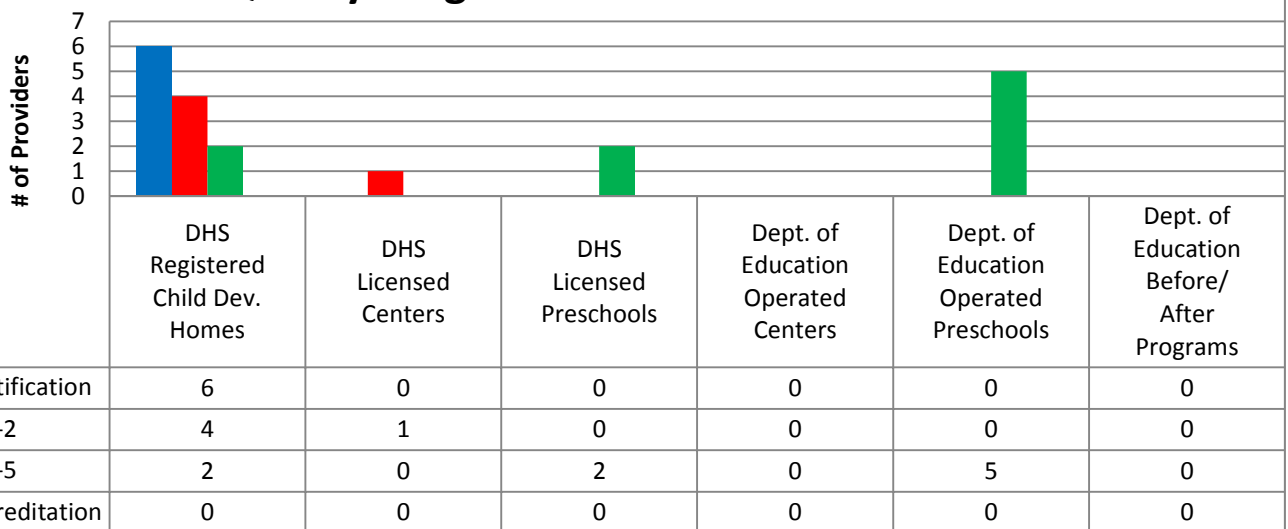 7
6
5
4
3
2
1
0
# of Providers
DHS
Registered
Child Dev.
Homes
DHS
Licensed
Centers
DHS
Licensed
Preschools
Dept. of
Education
Operated
Centers
Dept. of
Education
Operated
Preschools
Dept. of
Education
Before/
After
Programs
tification 6 0 0 0 0 0
-2 4 1 0 0 0 0
-5 2 0 2 0 5 0
reditation 0 0 0 0 0 0